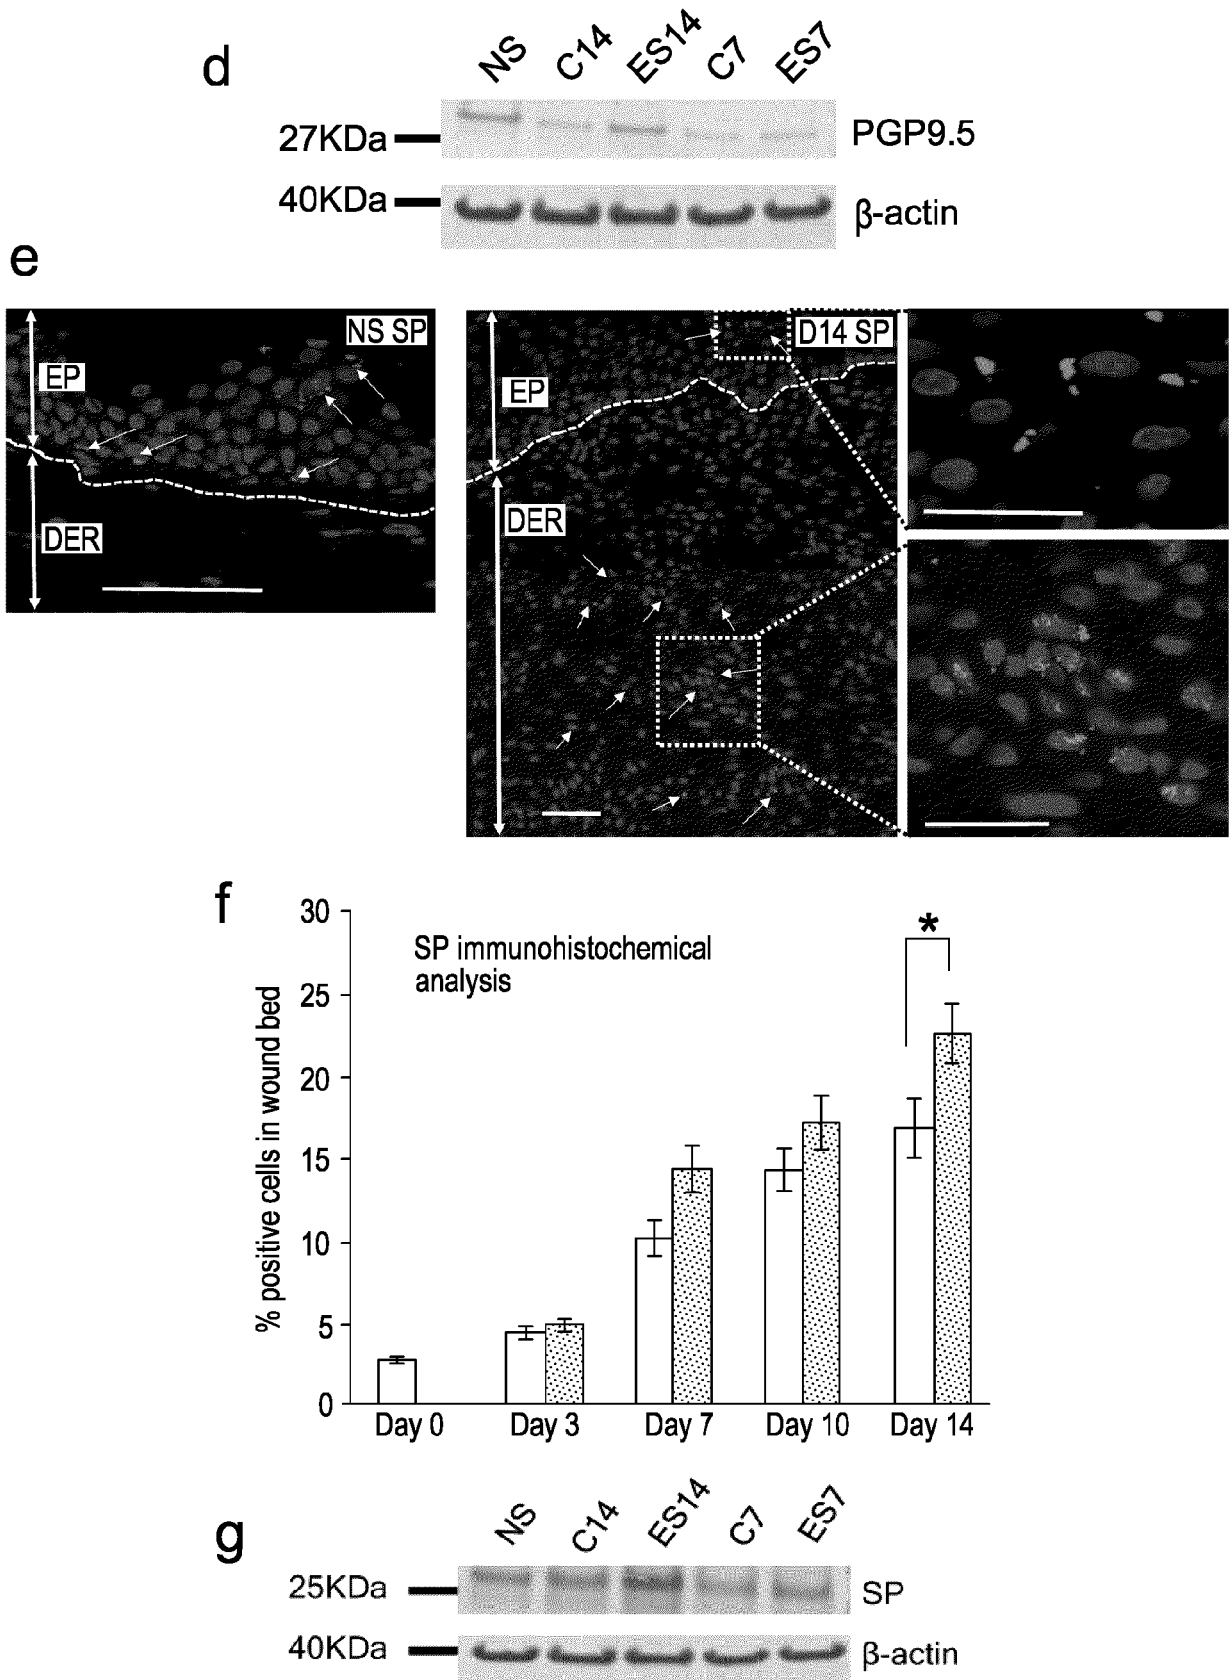 d
NS C14 ES14 C7 ES7
27KDa PGP9.5
40KDa β-actin
e
NS SP
EP
DER
D14 SP
EP
DER
f
SP immunohistochemical
analysis
*
% positive cells in wound bed
30
25
20
15
10
5
0
Day 0 Day 3 Day 7 Day 10 Day 14
g
NS C14 ES14 C7 ES7
25KDa SP
40KDa β-actin